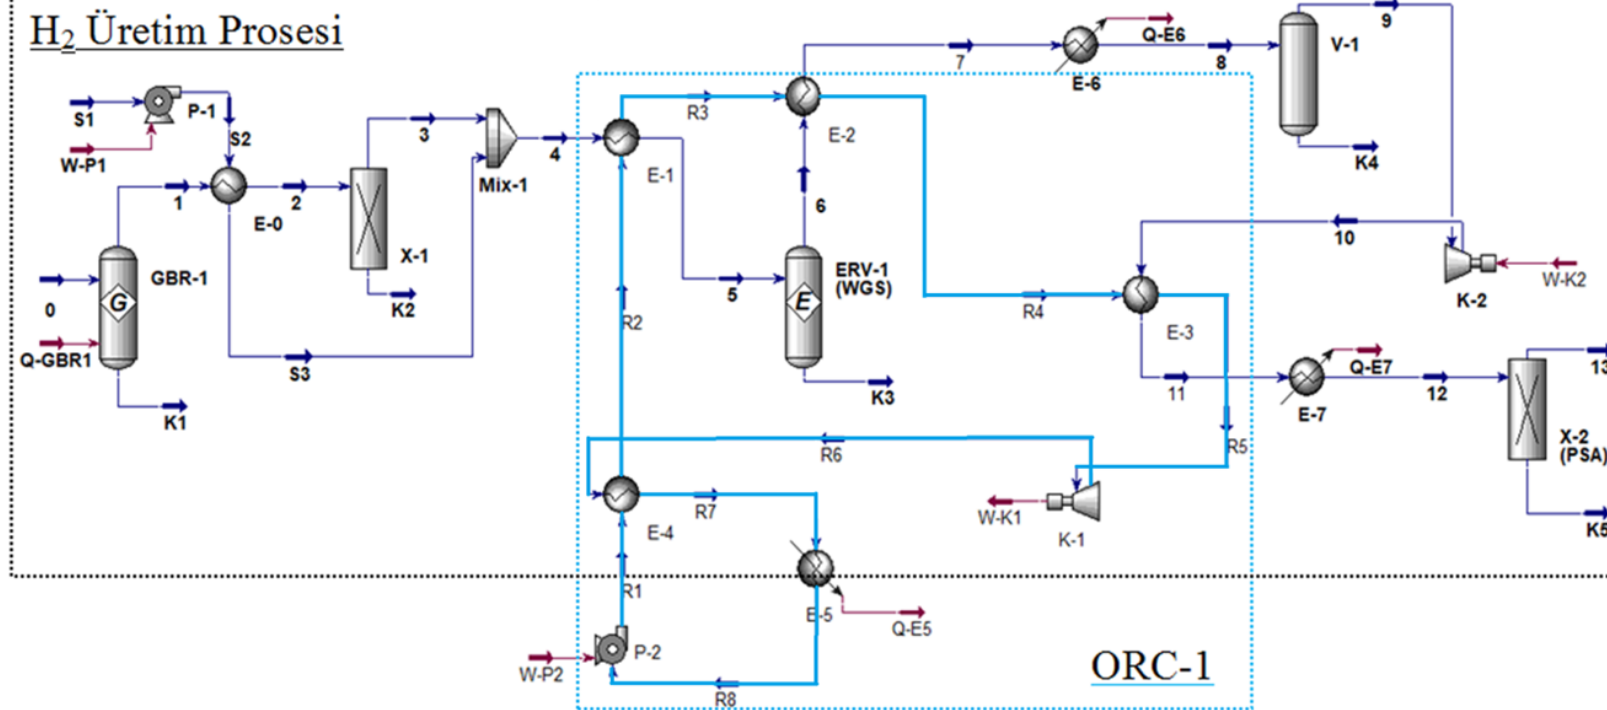 H₂ Üretim Prosesi
9
7
Q-E6
8
V-1
E-6
S1
P-1
S2
W-P1
3
R3
E-2
4
E-1
K4
Mix-1
1
2
E-0
6
10
X-1
GBR-1
ERV-1
(WGS)
W-K2
K-2
0
G
K2
5
E
R4
E-3
R2
Q-GBR1
S3
K3
11
Q-E7
12
13
E-7
K1
R6
R5
X-2
(PSA)
R7
W-K1
K-1
K5
E-4
R1
E-5
Q-E5
P-2
W-P2
ORC-1
R8